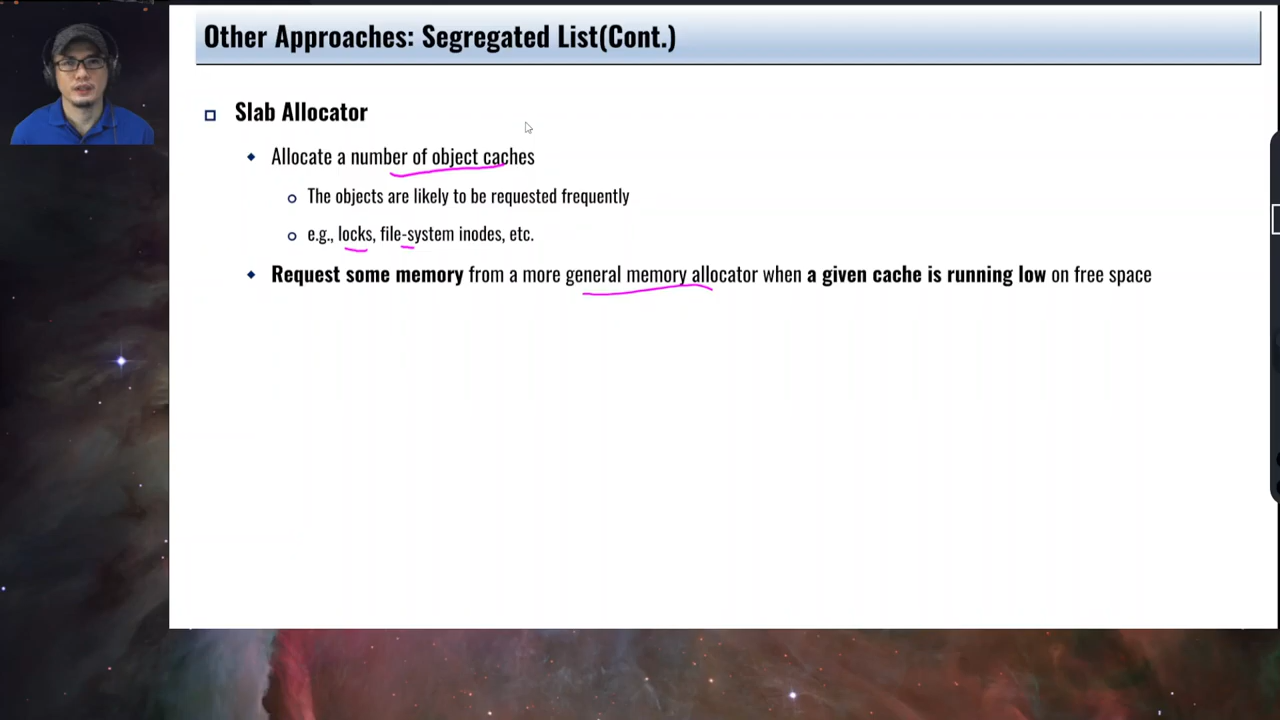 Other Approaches: Segregated List(Cont.)
Slab Allocator
Allocate a number of object caches
The objects are likely to be requested frequently
e.g., locks, file-system inodes, etc.
Request some memory from a more general memory allocator when a given cache is running low on free space